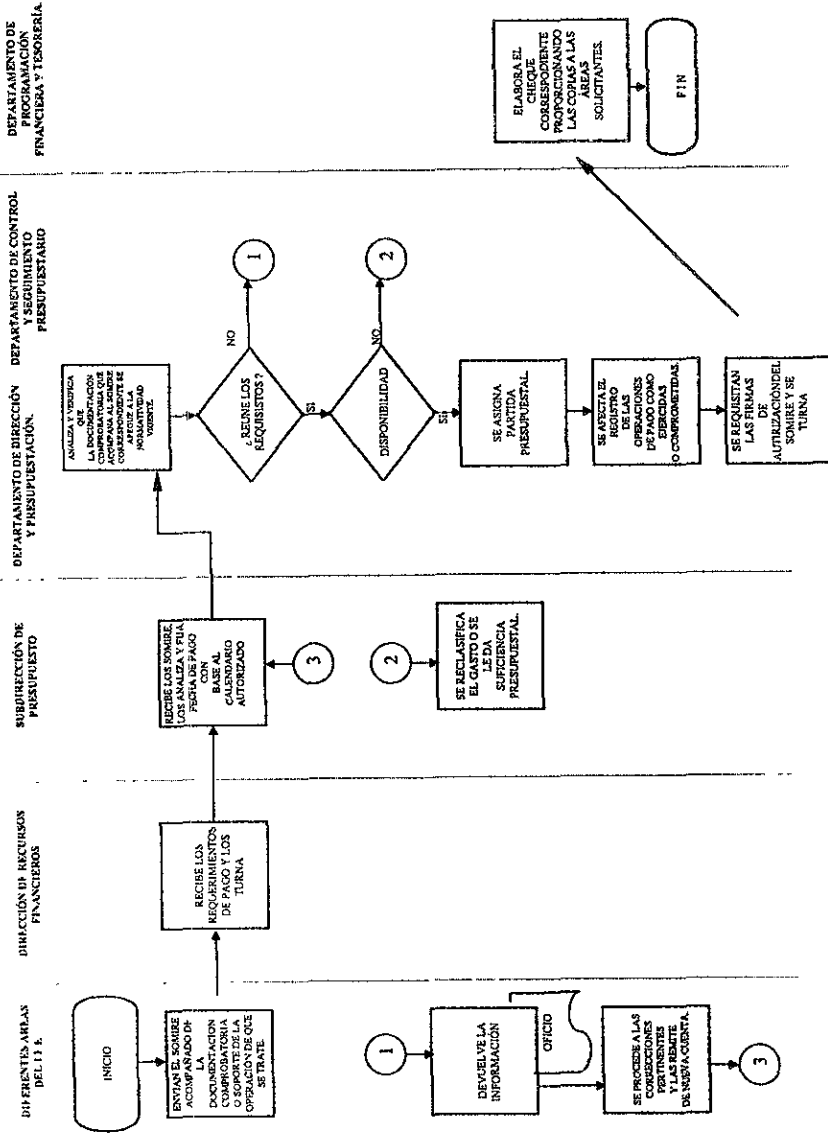 DIFERENTES AREAS
DEL
DIRECCIÓN DE RECURSOS
FINANCIEROS
SUBDIRECCIÓN DE
PRESUPUESTO
DEPARTAMENTO DE DIRECCIÓN
Y PRESUPUESTACIÓN.
DEPARTAMENTO DE CONTROL
Y SEGUIMIENTO
PRESUPUESTARIO
DEPARTAMENTO DE
PROGRAMACIÓN
FINANCIERA Y TESORERÍA.
INICIO
ENVIAN EL SOMIRE
ACOMPAÑADO DE
LA
DOCUMENTACION
COMPROBATORIA
O SOPORTE DE LA
OPERACIÓN DE QUE
SE TRATE.
RECIBE LOS
REQUERIMIENTOS
DE PAGO Y LOS
TURNA
RECIBE LOS SOMIRE,
LOS ANALIZA Y FIJA
FECHA DE PAGO
CON
BASE AL
CALENDARIO
AUTORIZADO
3
ANALIZA Y VERIFICA
QUE
LA DOCUMENTACIÓN
COMPROBATORIA QUE
ACOMPAÑA AL SOMIRE
CORRESPONDIENTE SE
APEGUE A LA
NORMATIVIDAD
VIGENTE.
¿ REUNE LOS
REQUISISTOS ?
NO
1
SI
DISPONIBILIDAD
NO
2
SI
SE ASIGNA
PARTIDA
PRESUPUESTAL.
SE AFECTA EL
REGISTRO
DE LAS
OPERACIONES
DE PAGO COMO
EJERCIDAS
O COMPROMETIDAS.
SE REQUISITAN
LAS FIRMAS
DE
AUTIRIZACIÓNDEL
SOMIRE Y SE
TURNA
ELABORA EL
CHEQUE
CORRESPODIENTE
PROPORCIONANDO
LAS COPIAS A LAS
ÁREAS
SOLICITANTES.
FIN
1
DEVUELVE LA
INFORMACIÓN
OFICIO
SE PROCEDE A LAS
CORRECCIONES
PERTINENTES
Y LAS REMITE
DE NUEVA CUENTA.
3
2
SE RECLASIFICA
EL GASTO O SE
LE DA
SUFICIENCIA
PRESUPUESTAL.